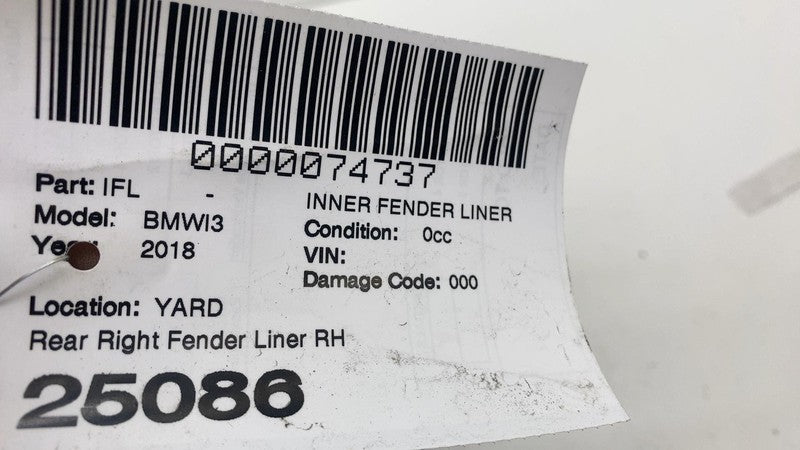 0000074737
Part: IFL - INNER FENDER LINER
Model: BMWI3 Condition: 0cc
Year: 2018 VIN:
Damage Code: 000
Location: YARD
Rear Right Fender Liner RH
25086